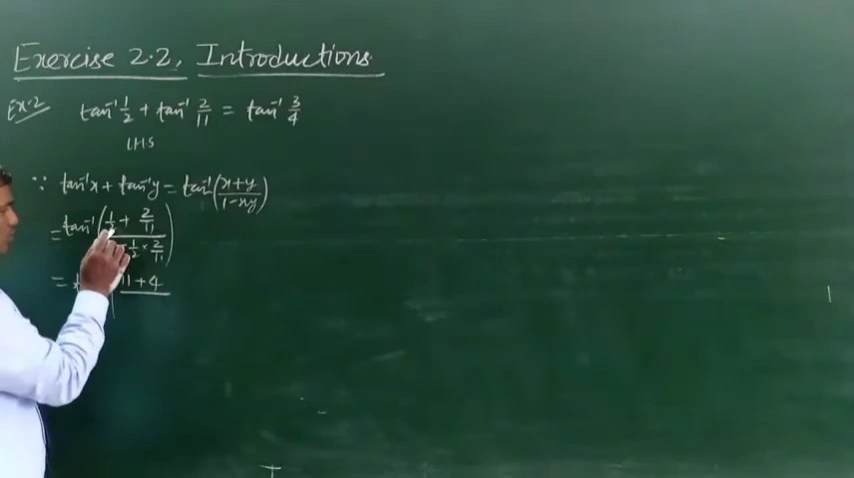 Exercise 2.2, Introductions.
Ex.2 tan⁻¹ 1/2 + tan⁻¹ 2/11 = tan⁻¹ 3/4
LHS
∵ tan⁻¹x + tan⁻¹y = tan⁻¹((x+y)/(1-xy))
= tan⁻¹((1/2 + 2/11)/( 1/2 × 2/11))
= 11+4